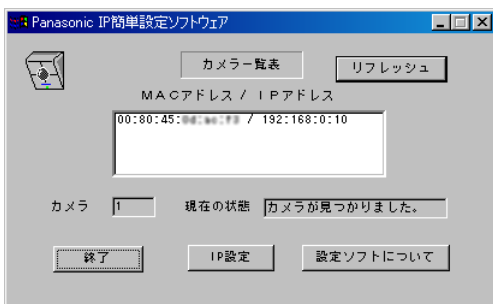 Panasonic IP簡単設定ソフトウェア
カメラ一覧表
リフレッシュ
MACアドレス / IPアドレス
00:80:45: / 192:168:0:10
カメラ 1 現在の状態 カメラが見つかりました。
終了 IP設定 設定ソフトについて